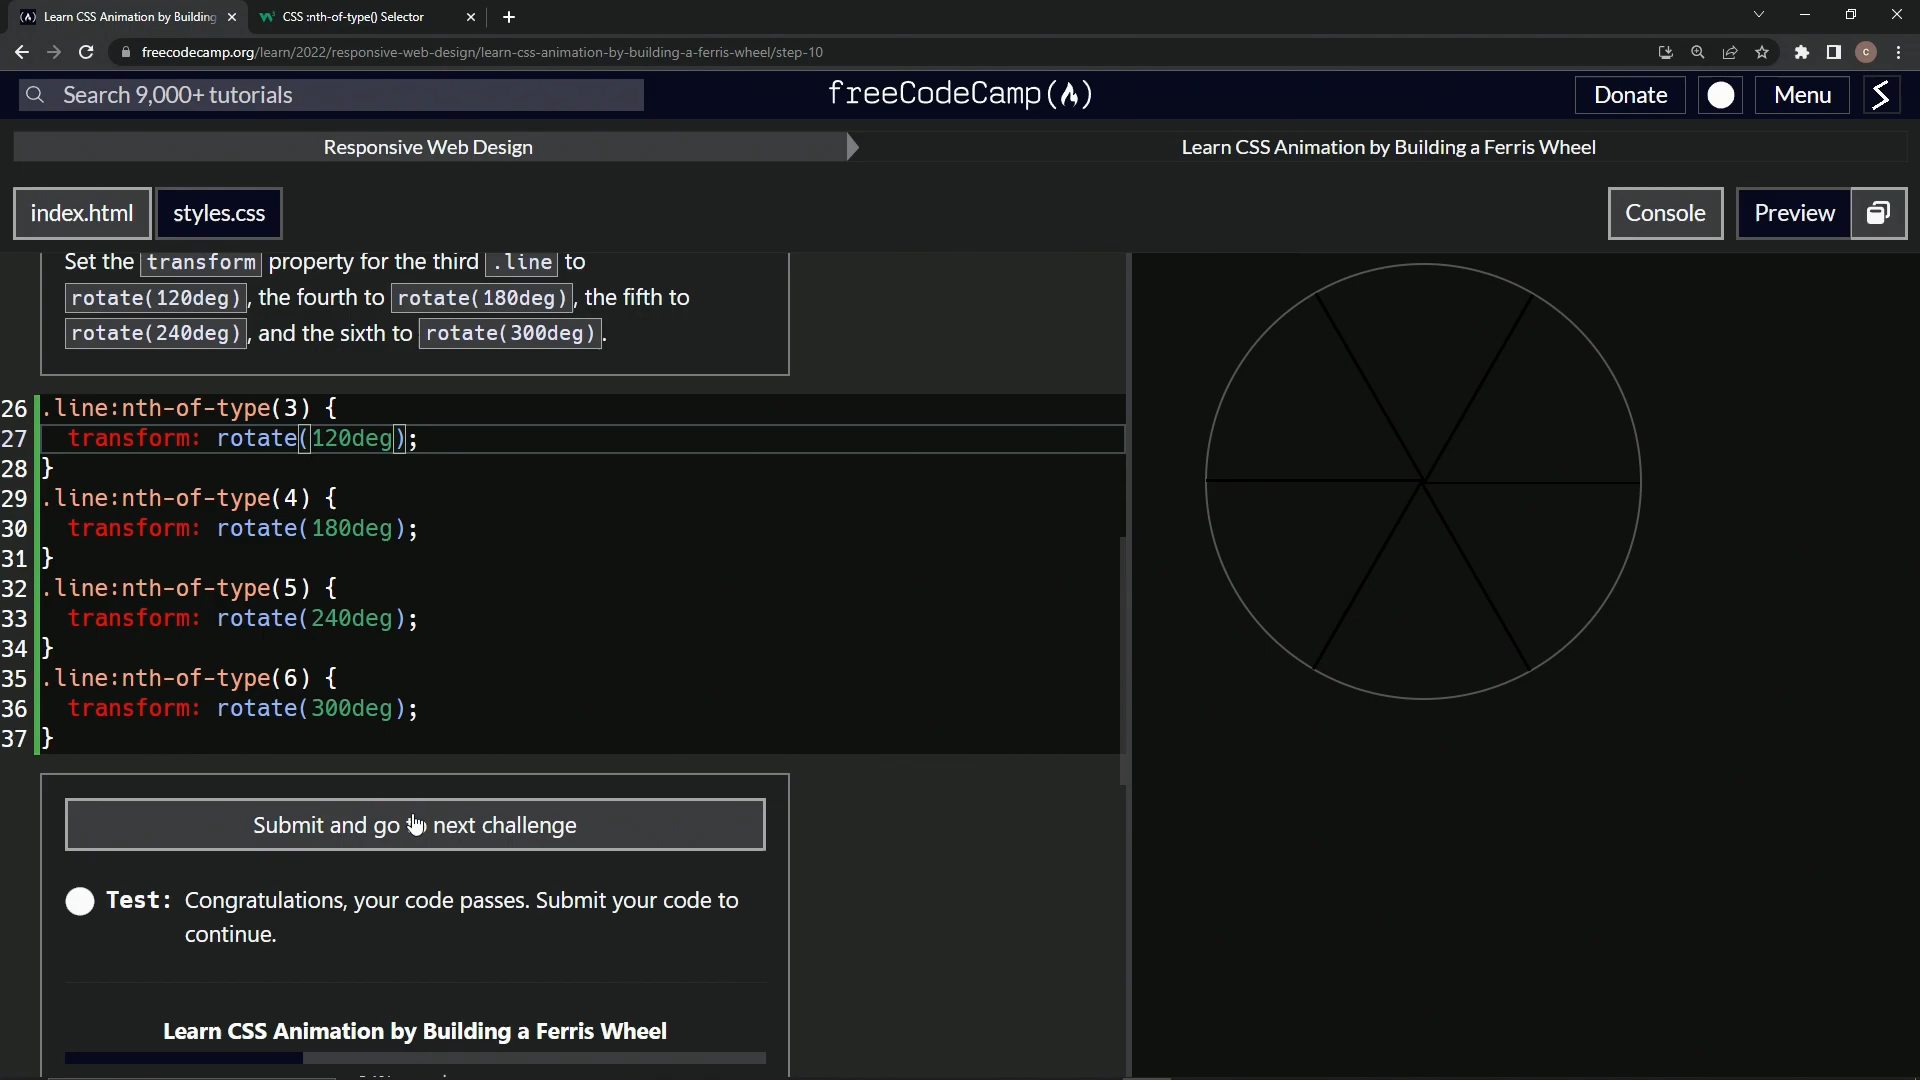 Learn CSS Animation by Building
CSS :nth-of-type() Selector
freecodecamp.org/learn/2022/responsive-web-design/learn-css-animation-by-building-a-ferris-wheel/step-10
C
Search 9,000+ tutorials
freeCodeCamp
Donate
Menu
Responsive Web Design
Learn CSS Animation by Building a Ferris Wheel
index.html
styles.css
Console
Preview
Set the transform property for the third .line to
rotate(120deg), the fourth to rotate(180deg), the fifth to
rotate(240deg), and the sixth to rotate(300deg).
26 .line:nth-of-type(3) {
27 transform: rotate(120deg);
28 }
29 .line:nth-of-type(4) {
30 transform: rotate(180deg);
31 }
32 .line:nth-of-type(5) {
33 transform: rotate(240deg);
34 }
35 .line:nth-of-type(6) {
36 transform: rotate(300deg);
37 }
Submit and go to next challenge
Test: Congratulations, your code passes. Submit your code to
continue.
Learn CSS Animation by Building a Ferris Wheel